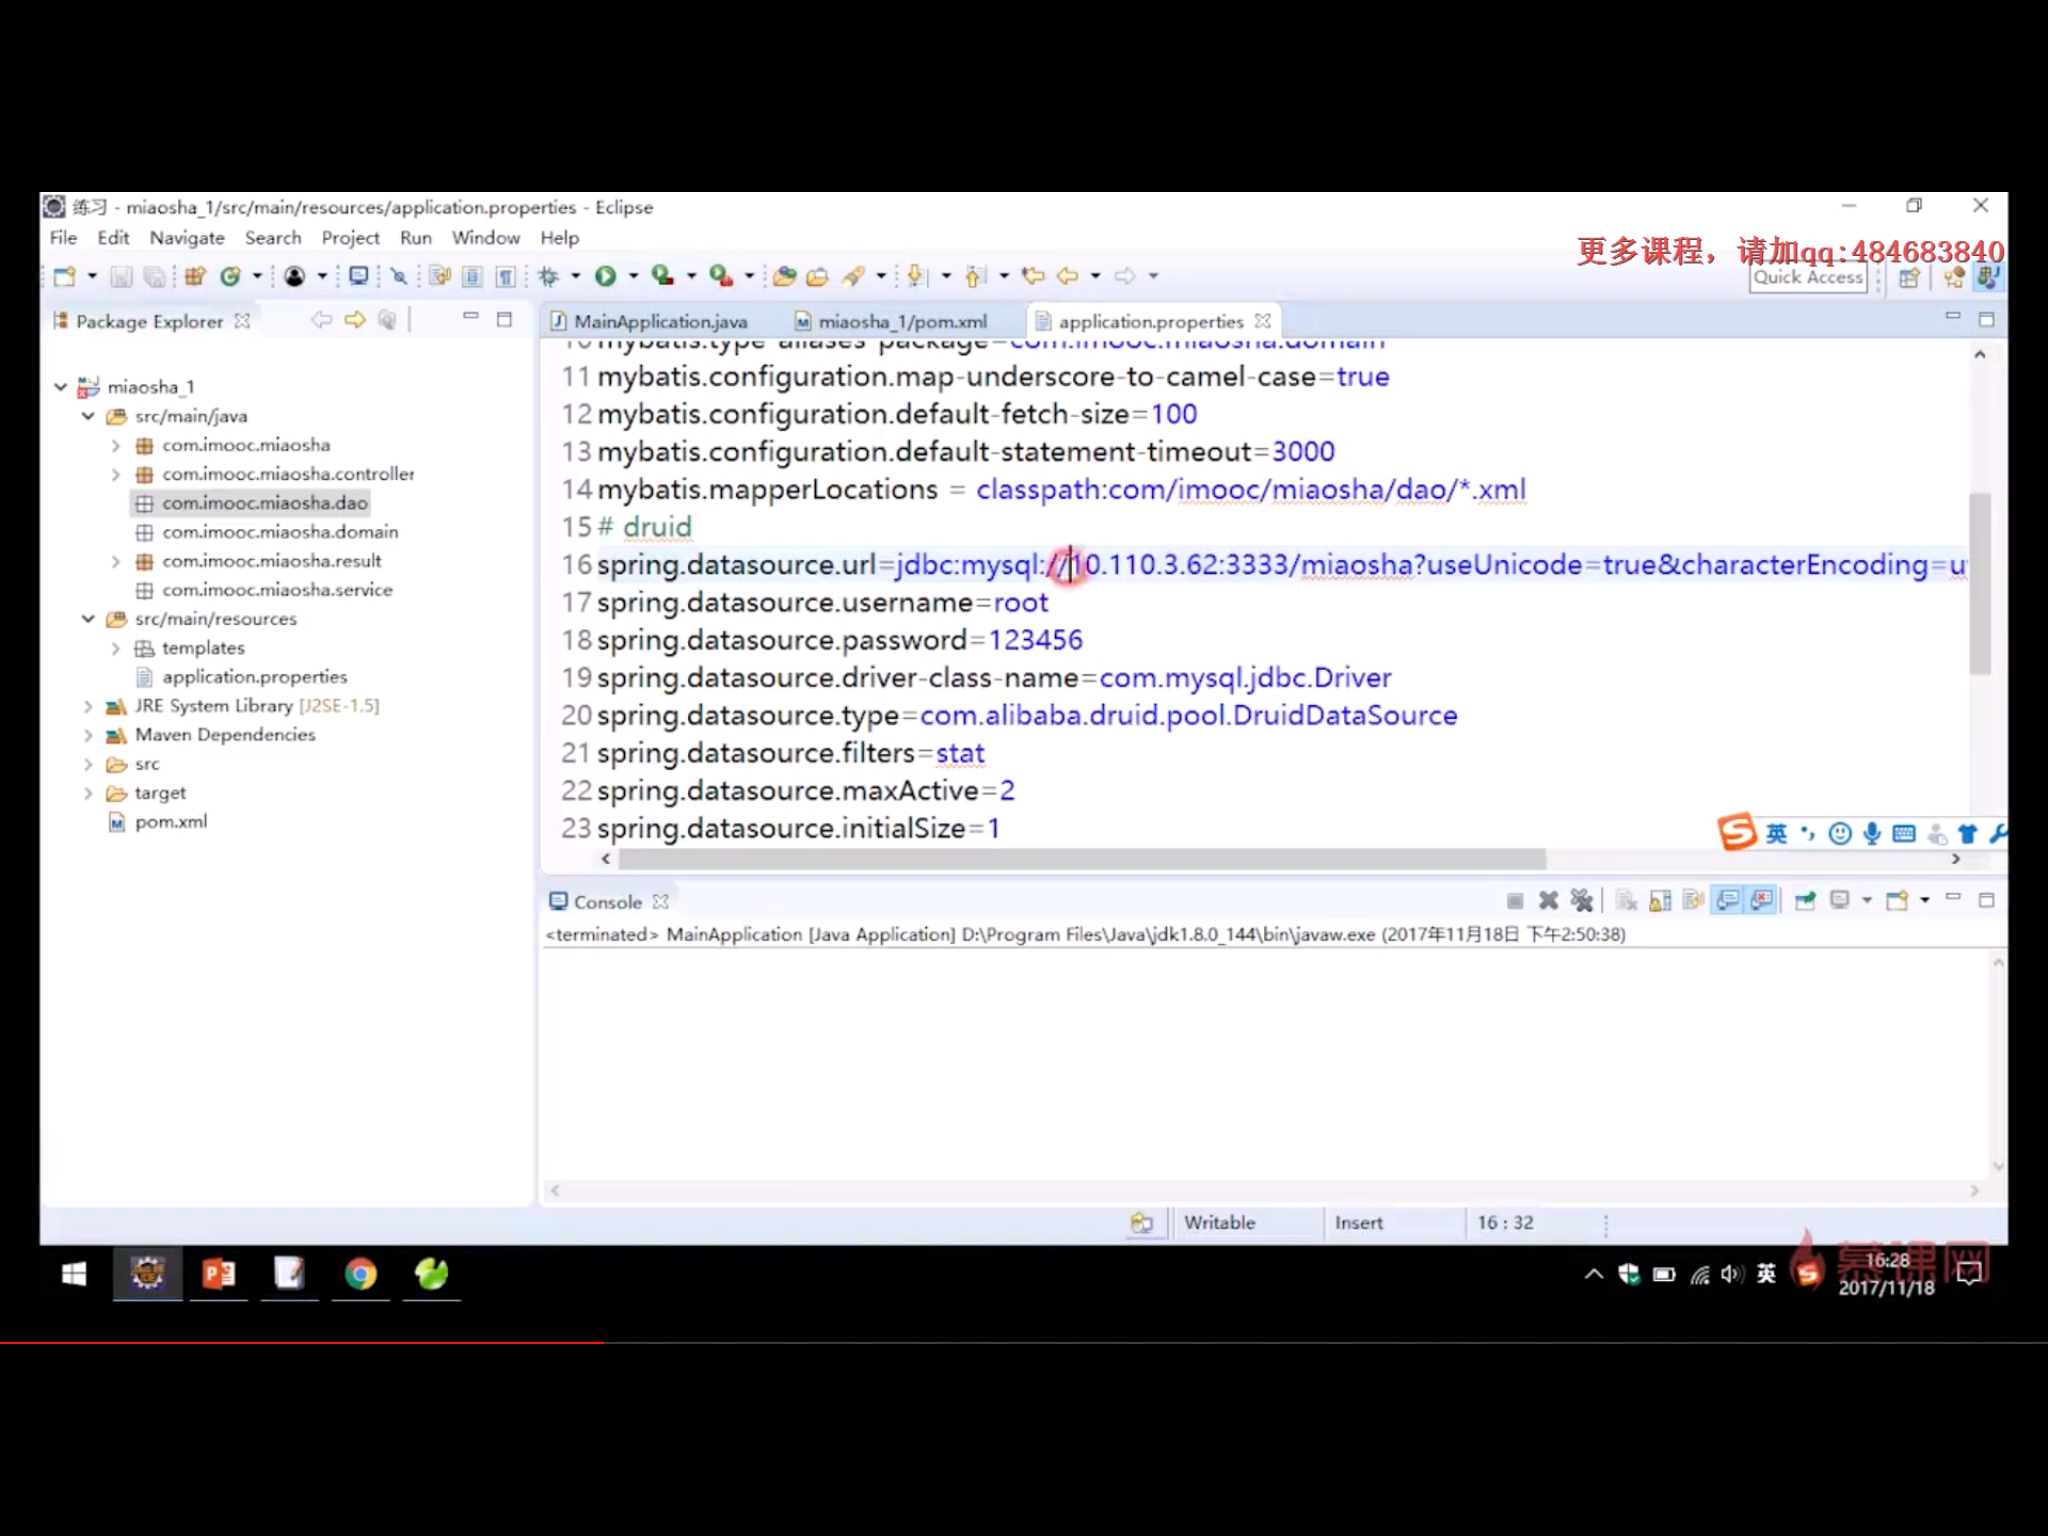 练习 - miaosha_1/src/main/resources/application.properties - Eclipse
File Edit Navigate Search Project Run Window Help
更多课程，请加qq:484683840
Quick Access
Package Explorer
MainApplication.java miaosha_1/pom.xml application.properties
miaosha_1
src/main/java
com.imooc.miaosha
com.imooc.miaosha.controller
com.imooc.miaosha.dao
com.imooc.miaosha.domain
com.imooc.miaosha.result
com.imooc.miaosha.service
src/main/resources
templates
application.properties
JRE System Library [J2SE-1.5]
Maven Dependencies
src
target
pom.xml
10 mybatis.type-aliases-package=com.imooc.miaosha.domain
11 mybatis.configuration.map-underscore-to-camel-case=true
12 mybatis.configuration.default-fetch-size=100
13 mybatis.configuration.default-statement-timeout=3000
14 mybatis.mapperLocations = classpath:com/imooc/miaosha/dao/*.xml
15 # druid
16 spring.datasource.url=jdbc:mysql://10.110.3.62:3333/miaosha?useUnicode=true&characterEncoding=u
17 spring.datasource.username=root
18 spring.datasource.password=123456
19 spring.datasource.driver-class-name=com.mysql.jdbc.Driver
20 spring.datasource.type=com.alibaba.druid.pool.DruidDataSource
21 spring.datasource.filters=stat
22 spring.datasource.maxActive=2
23 spring.datasource.initialSize=1
英
Console
<terminated> MainApplication [Java Application] D:\Program Files\Java\jdk1.8.0_144\bin\javaw.exe (2017年11月18日 下午2:50:38)
Writable Insert 16 : 32
英
慕课网
16:28
2017/11/18